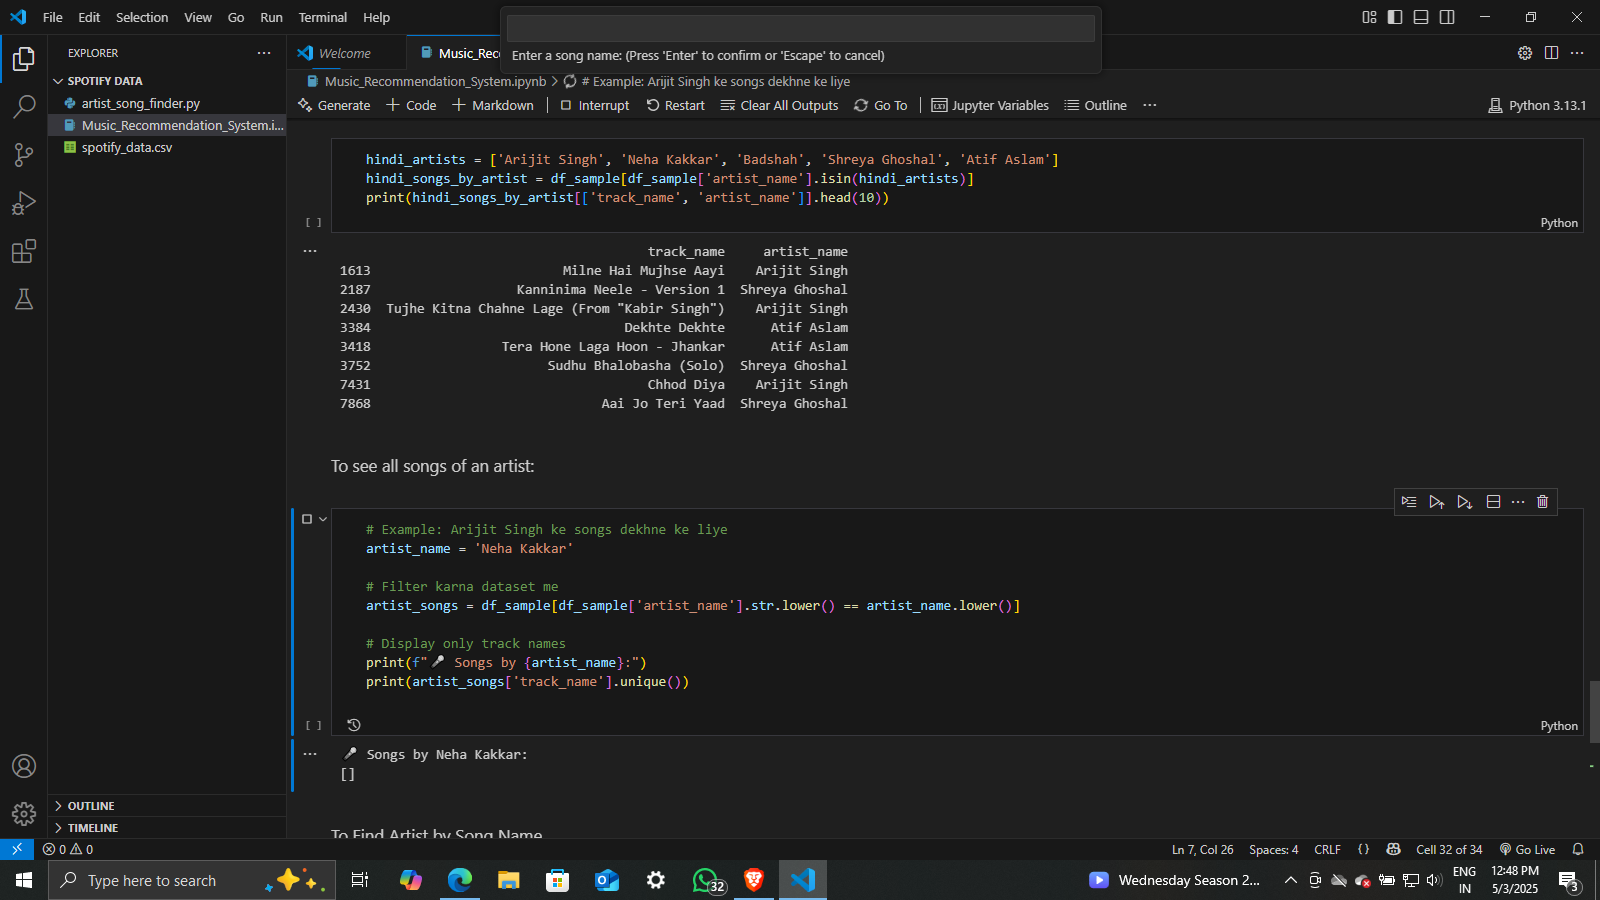 File Edit Selection View Go Run Terminal Help
Enter a song name: (Press 'Enter' to confirm or 'Escape' to cancel)
EXPLORER
Welcome
Music_Rec
SPOTIFY DATA
artist_song_finder.py
Music_Recommendation_System.i...
spotify_data.csv
Music_Recommendation_System.ipynb > # Example: Arijit Singh ke songs dekhne ke liye
Generate + Code + Markdown Interrupt Restart Clear All Outputs Go To Jupyter Variables Outline ... Python 3.13.1
hindi_artists = ['Arijit Singh', 'Neha Kakkar', 'Badshah', 'Shreya Ghoshal', 'Atif Aslam']
hindi_songs_by_artist = df_sample[df_sample['artist_name'].isin(hindi_artists)]
print(hindi_songs_by_artist[['track_name', 'artist_name']].head(10))
[ ] Python
... track_name artist_name
1613 Milne Hai Mujhse Aayi Arijit Singh
2187 Kanninima Neele - Version 1 Shreya Ghoshal
2430 Tujhe Kitna Chahne Lage (From "Kabir Singh") Arijit Singh
3384 Dekhte Dekhte Atif Aslam
3418 Tera Hone Laga Hoon - Jhankar Atif Aslam
3752 Sudhu Bhalobasha (Solo) Shreya Ghoshal
7431 Chhod Diya Arijit Singh
7868 Aai Jo Teri Yaad Shreya Ghoshal
To see all songs of an artist:
# Example: Arijit Singh ke songs dekhne ke liye
artist_name = 'Neha Kakkar'
# Filter karna dataset me
artist_songs = df_sample[df_sample['artist_name'].str.lower() == artist_name.lower()]
# Display only track names
print(f"🎤 Songs by {artist_name}:")
print(artist_songs['track_name'].unique())
[ ] Python
... 🎤 Songs by Neha Kakkar:
[]
To Find Artist by Song Name
OUTLINE
TIMELINE
0 0 Ln 7, Col 26 Spaces: 4 CRLF {} Cell 32 of 34 Go Live
Type here to search
32
Wednesday Season 2...
ENG
IN
12:48 PM
5/3/2025
3